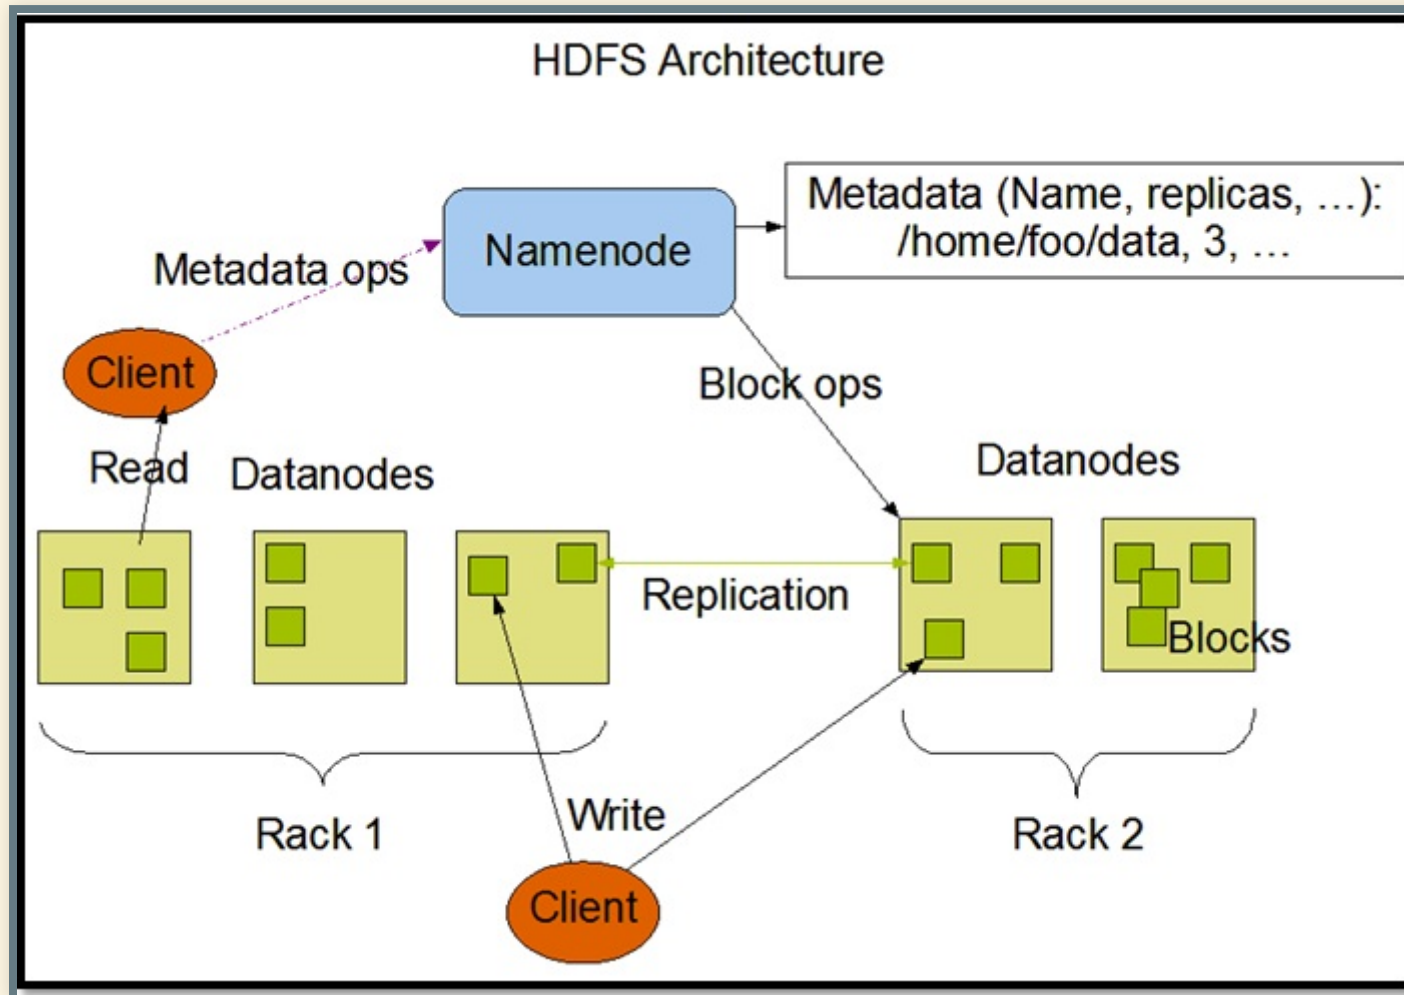 HDFS Architecture
Metadata (Name, replicas, …):
/home/foo/data, 3, …
Namenode
Metadata ops
Client
Block ops
Read
Datanodes
Datanodes
Replication
Blocks
Rack 1
Write
Rack 2
Client